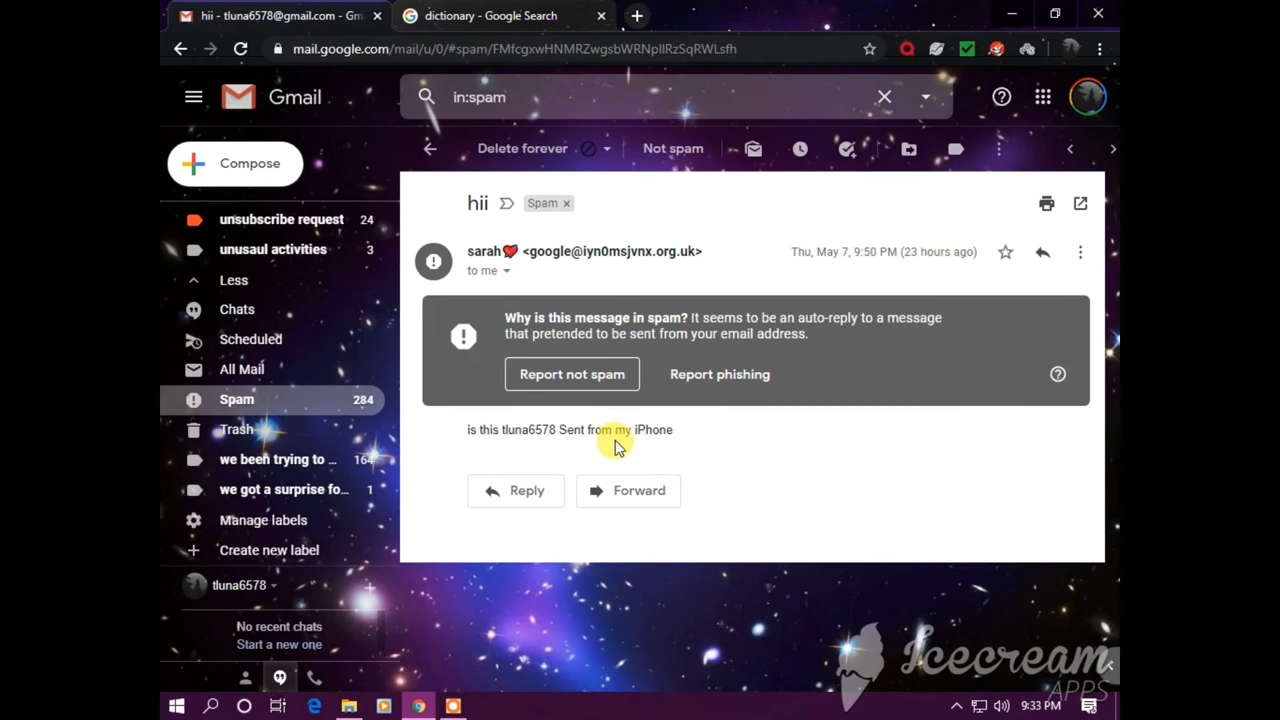 hii - tluna6578@gmail.com - Gm
dictionary - Google Search
mail.google.com/mail/u/0/#spam/FMfcgxwHNMRZwgsbWRNpllRzSqRWLsfh
Gmail
in:spam
Compose
Delete forever
Not spam
unsubscribe request 24
unusaul activities 3
Less
Chats
Scheduled
All Mail
Spam 284
Trash
we been trying to ... 164
we got a surprise fo... 1
Manage labels
Create new label
tluna6578
No recent chats
Start a new one
hii
Spam x
sarah❤️ <google@iyn0msjvnx.org.uk>
Thu, May 7, 9:50 PM (23 hours ago)
to me
Why is this message in spam? It seems to be an auto-reply to a message
that pretended to be sent from your email address.
Report not spam
Report phishing
is this tluna6578 Sent from my iPhone
Reply
Forward
Icecream
APPS
9:33 PM